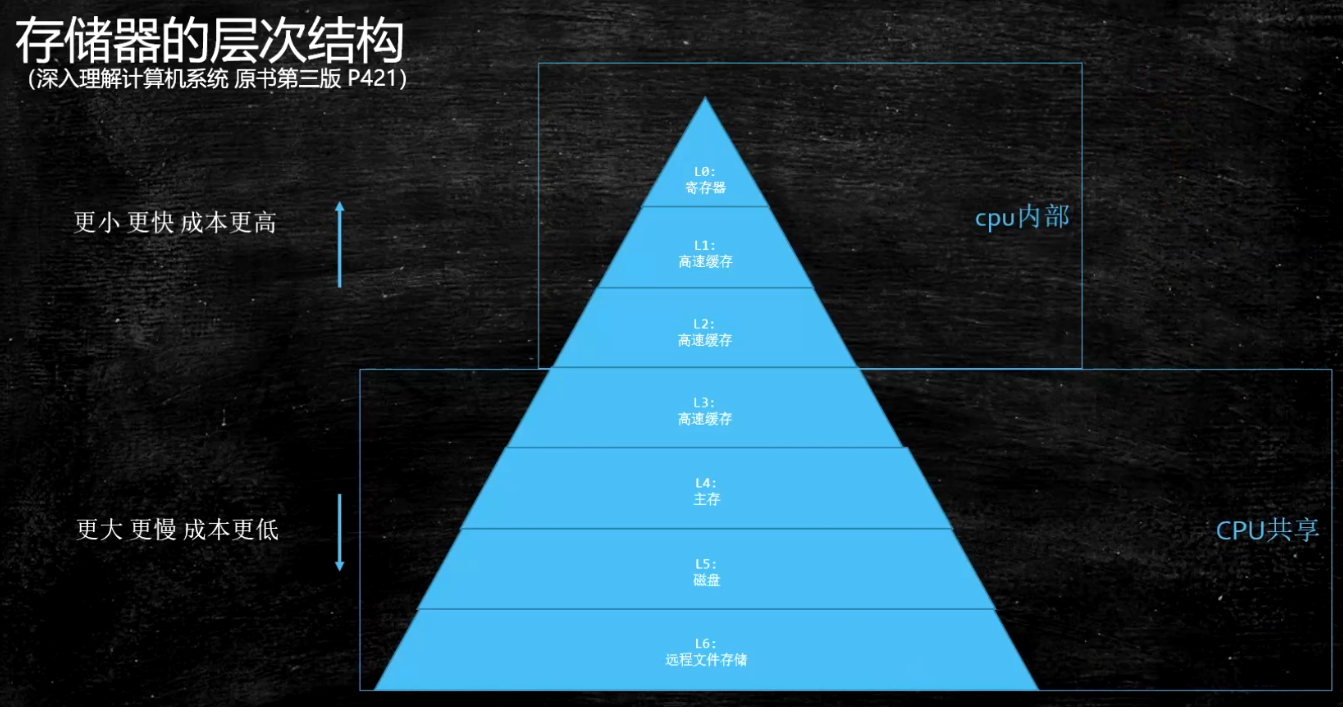 存储器的层次结构
(深入理解计算机系统 原书第三版 P421)
L0:
寄存器
更小 更快 成本更高
cpu内部
L1:
高速缓存
L2:
高速缓存
L3:
高速缓存
L4:
主存
更大 更慢 成本更低
CPU共享
L5:
磁盘
L6:
远程文件存储